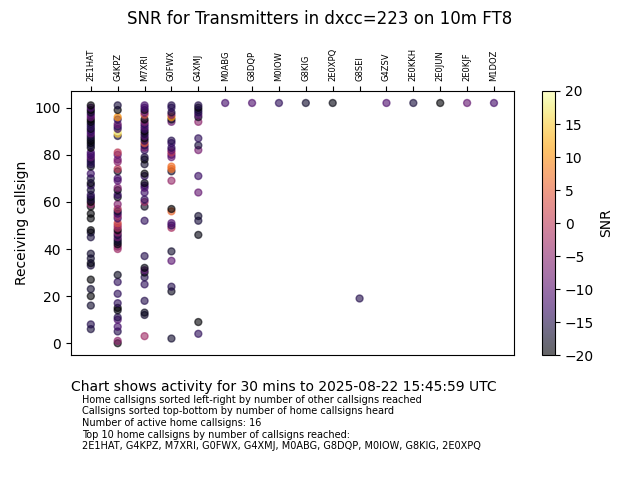 SNR for Transmitters in dxcc=223 on 10m FT8
2E1HAT G4KPZ M7XRI G0FWX G4XMJ M0ABG G8DQP M0IOW G8KIG 2E0XPQ G8SEI G4ZSV 2E0KKH 2E0JUN 2E0KJF M1DOZ
100
80
60
40
20
0
Receiving callsign
20
15
10
5
0
−5
−10
−15
−20
SNR
Chart shows activity for 30 mins to 2025-08-22 15:45:59 UTC
Home callsigns sorted left-right by number of other callsigns reached
Callsigns sorted top-bottom by number of home callsigns heard
Number of active home callsigns: 16
Top 10 home callsigns by number of callsigns reached:
2E1HAT, G4KPZ, M7XRI, G0FWX, G4XMJ, M0ABG, G8DQP, M0IOW, G8KIG, 2E0XPQ